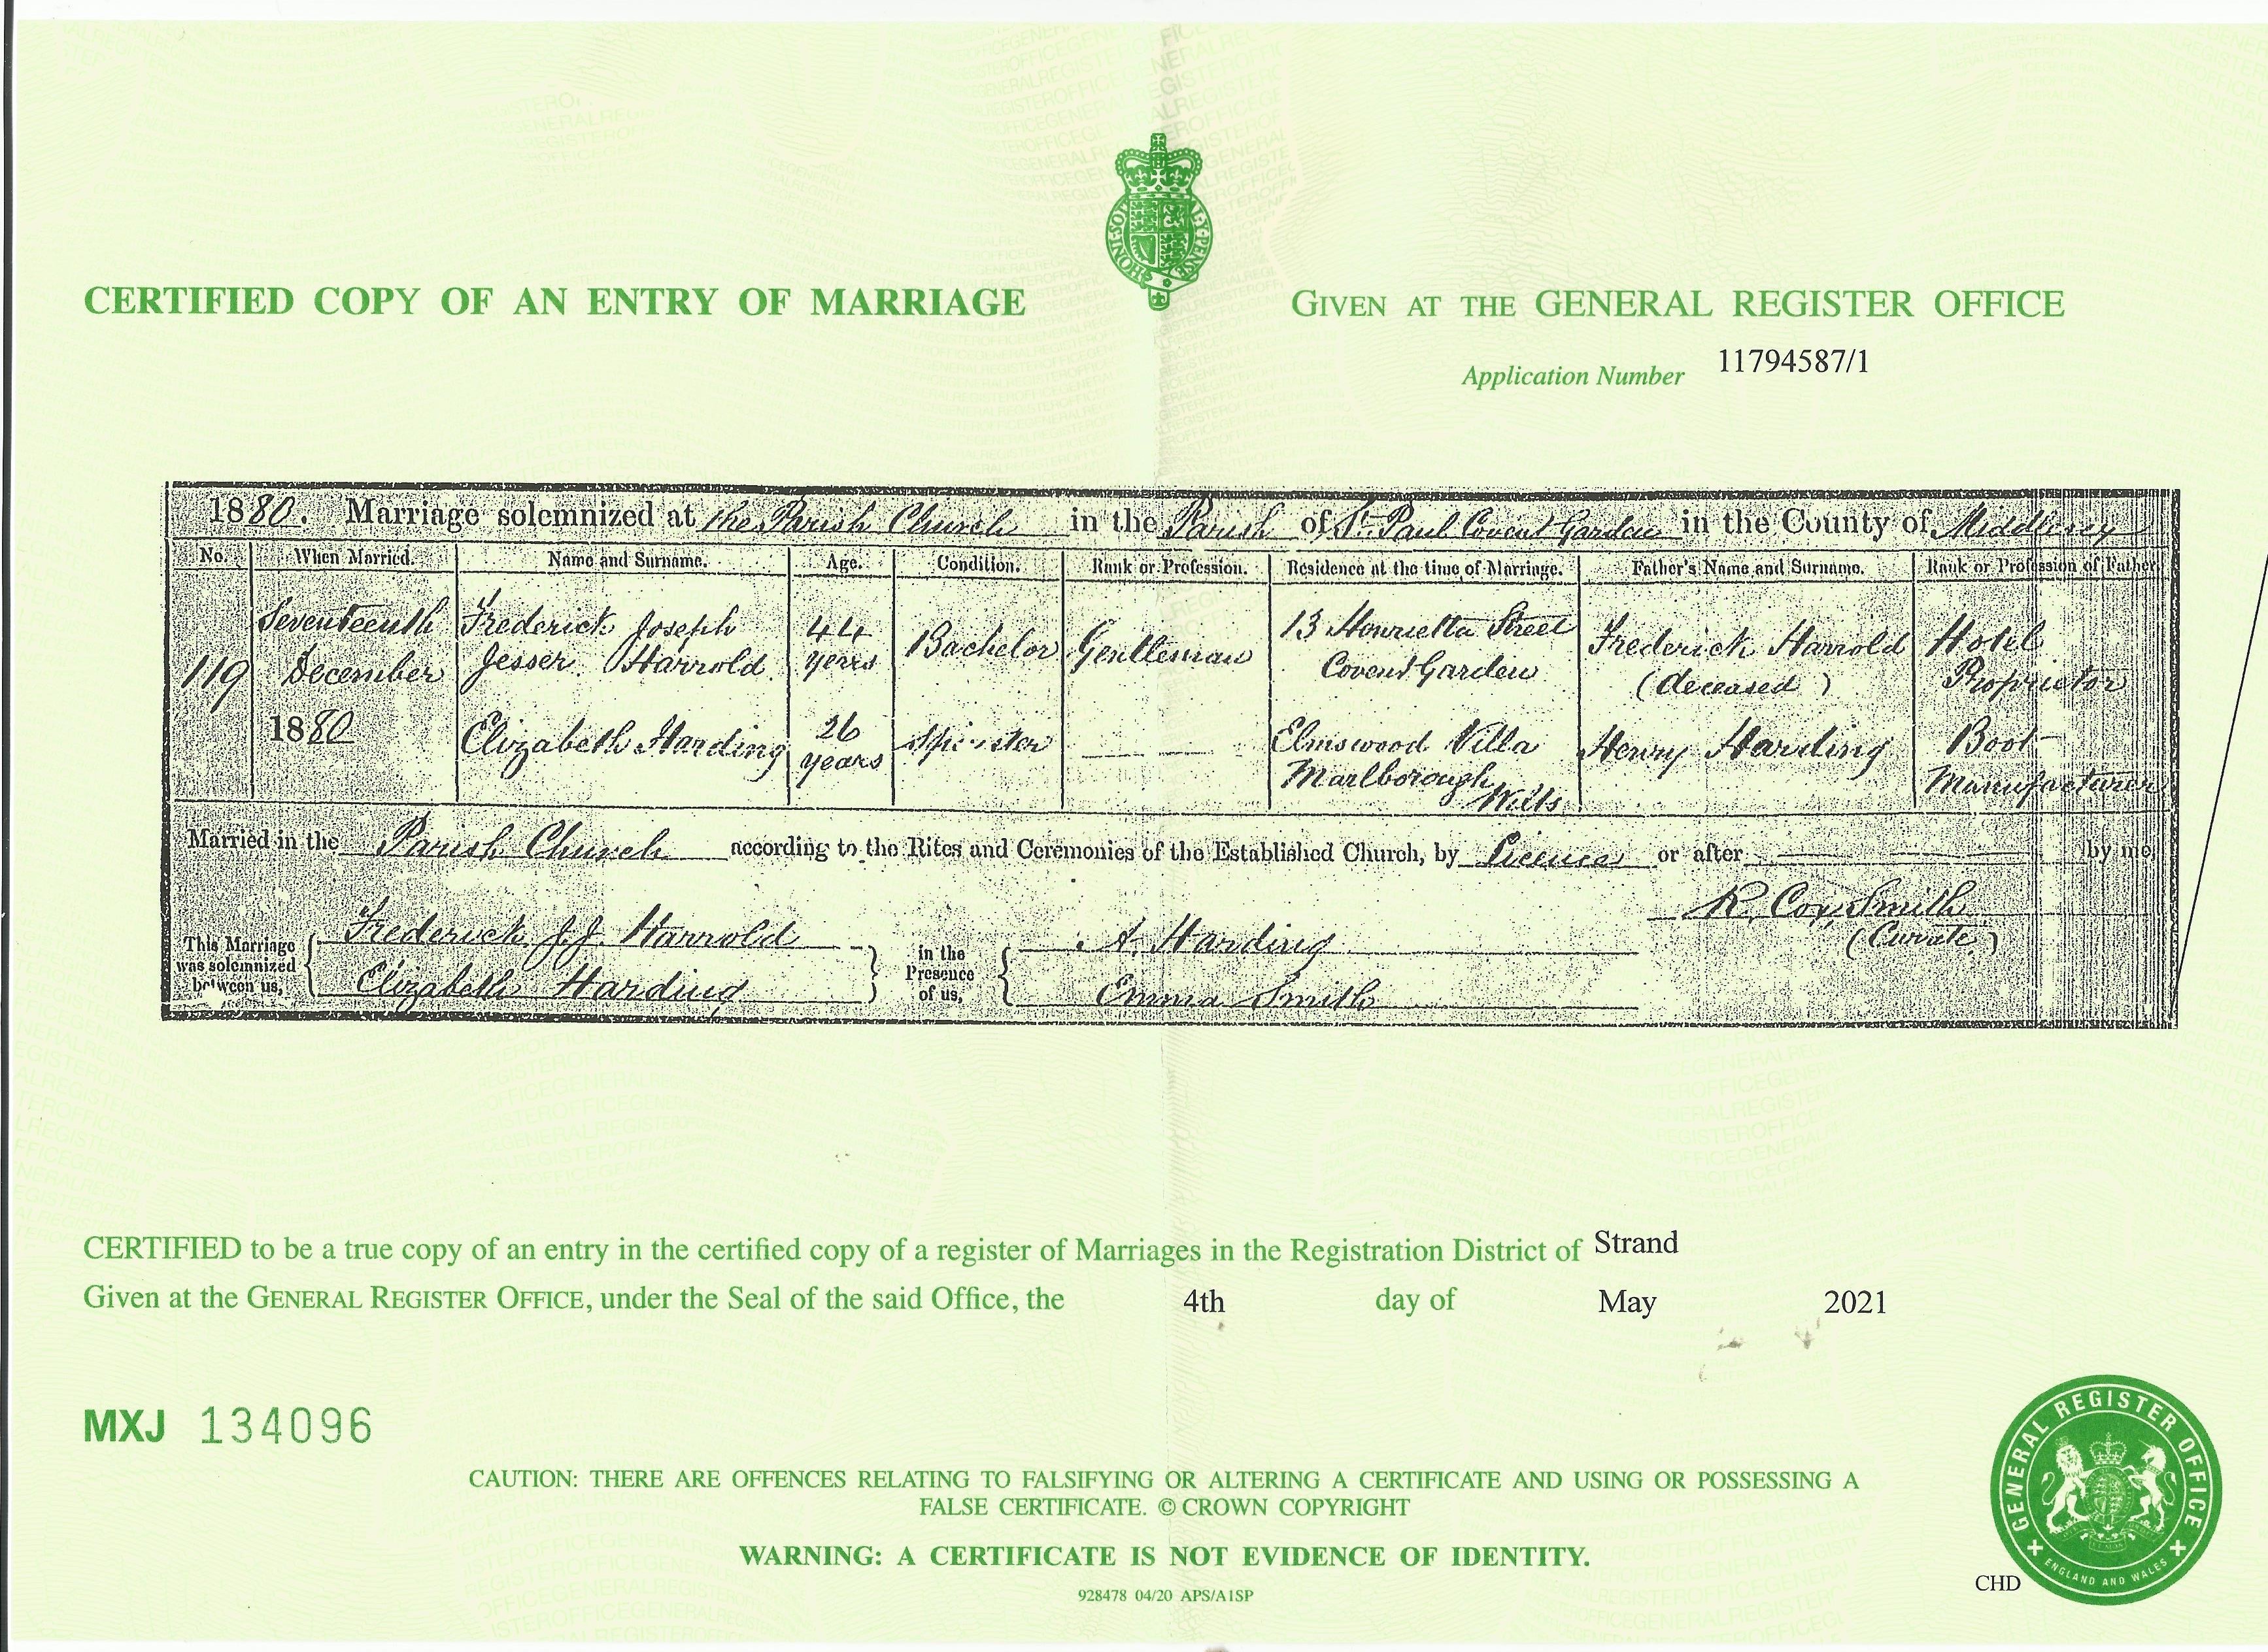 CERTIFIED COPY OF AN ENTRY OF MARRIAGE
GIVEN AT THE GENERAL REGISTER OFFICE
Application Number 11794587/1
1880. Marriage solemnized at the Parish Church in the Parish of St. Paul Covent Garden in the County of Middlesex
No. When Married. Name and Surname. Age. Condition. Rank or Profession. Residence at the time of Marriage. Father's Name and Surname. Rank or Profession of Father.
119
Seventeenth
December
1880
Frederick Joseph
Jesser Harrold
44
years
Bachelor
Gentleman
13 Henrietta Street
Covent Garden
Frederick Harrold
(deceased)
Hotel
Proprietor
Elizabeth Harding
26
years
Spinster
Elmswood Villa
Marlborough
Wilts
Henry Harding
Boot
Manufacturer
Married in the Parish Church according to the Rites and Ceremonies of the Established Church, by Licence or after by me,
R. Cox Smith
(Curate)
This Marriage
was solemnized
between us,
Frederick J.J. Harrold
Elizabeth Harding
in the
Presence
of us,
A. Harding
Emma Smith
CERTIFIED to be a true copy of an entry in the certified copy of a register of Marriages in the Registration District of Strand
Given at the GENERAL REGISTER OFFICE, under the Seal of the said Office, the 4th day of May 2021
MXJ 134096
CAUTION: THERE ARE OFFENCES RELATING TO FALSIFYING OR ALTERING A CERTIFICATE AND USING OR POSSESSING A
FALSE CERTIFICATE. © CROWN COPYRIGHT
WARNING: A CERTIFICATE IS NOT EVIDENCE OF IDENTITY.
928478 04/20 APS/A1SP
CHD
GENERAL REGISTER OFFICE
ENGLAND AND WALES